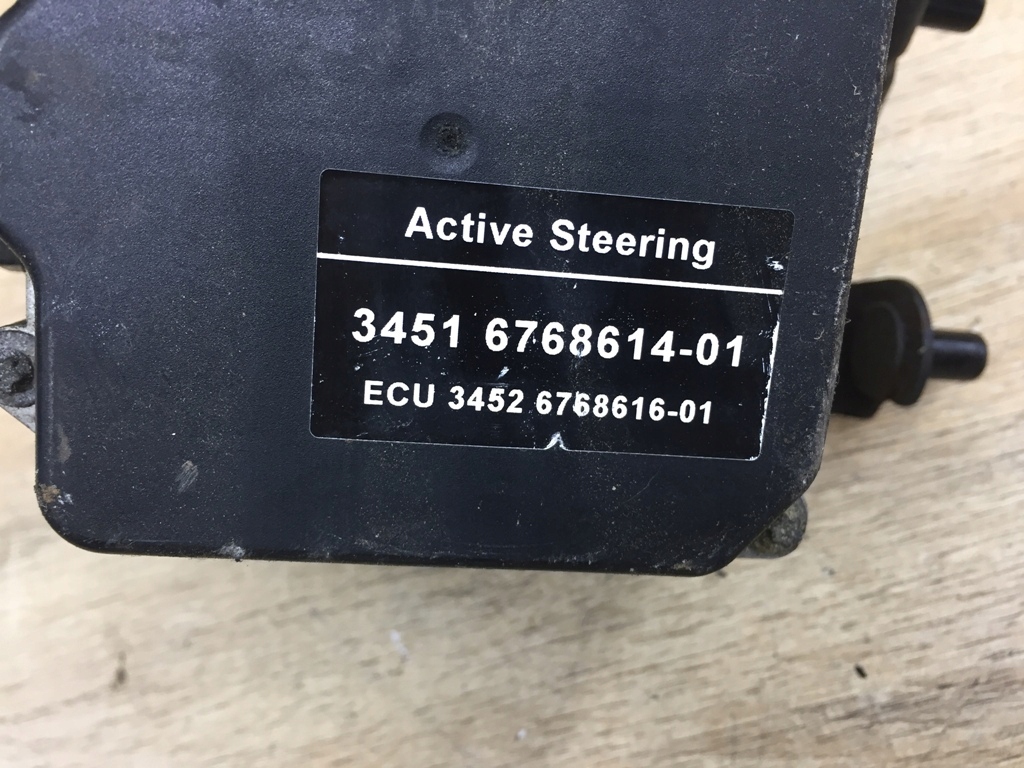 Active Steering
3451 6768614-01
ECU 3452 6768616-01